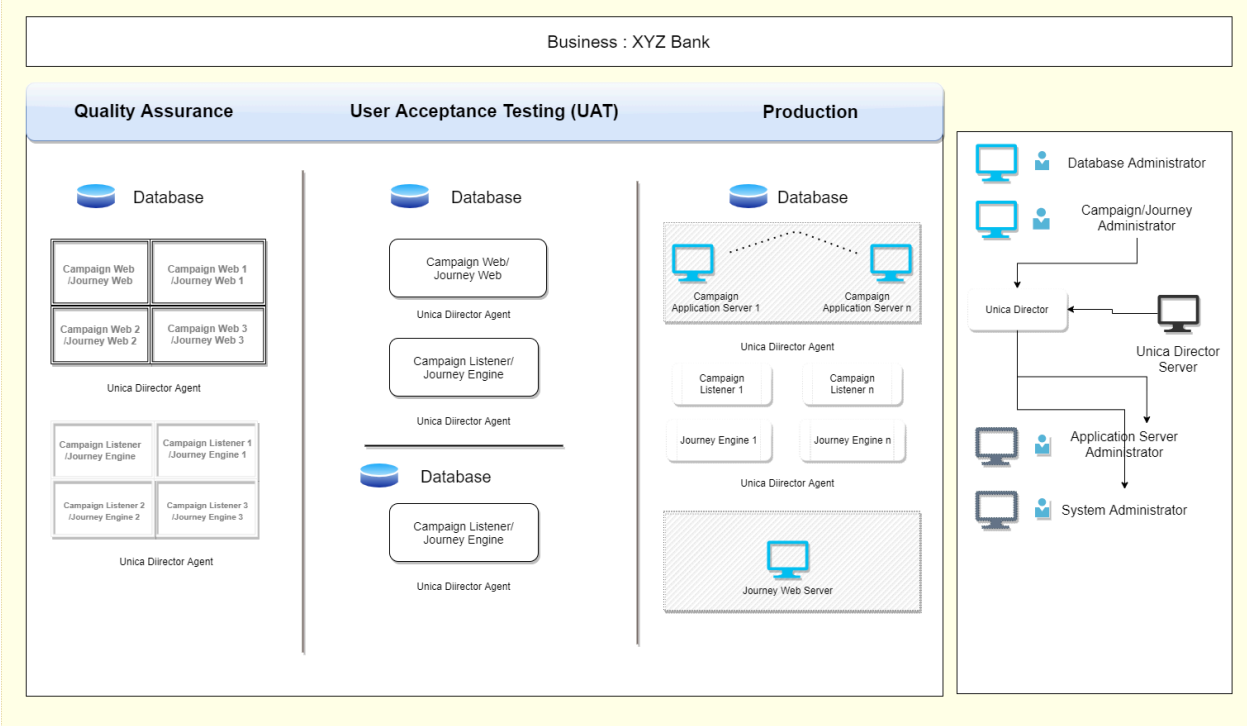 Business : XYZ Bank
Quality Assurance
User Acceptance Testing (UAT)
Production
Database
Campaign Web
/Journey Web
Campaign Web 1
/Journey Web 1
Campaign Web 2
/Journey Web 2
Campaign Web 3
/Journey Web 3
Unica Diirector Agent
Campaign Listener
/Journey Engine
Campaign Listener 1
/Journey Engine 1
Campaign Listener 2
/Journey Engine 2
Campaign Listener 3
/Journey Engine 3
Unica Diirector Agent
Database
Campaign Web/
Journey Web
Unica Diirector Agent
Campaign Listener/
Journey Engine
Unica Diirector Agent
Database
Campaign Listener/
Journey Engine
Unica Diirector Agent
Database
Campaign
Application Server 1
Campaign
Application Server n
Unica Diirector Agent
Campaign
Listener 1
Campaign
Listener n
Journey Engine 1
Journey Engine n
Unica Diirector Agent
Journey Web Server
Database Administrator
Campaign/Journey
Administrator
Unica Director
Unica Director
Server
Application Server
Administrator
System Administrator